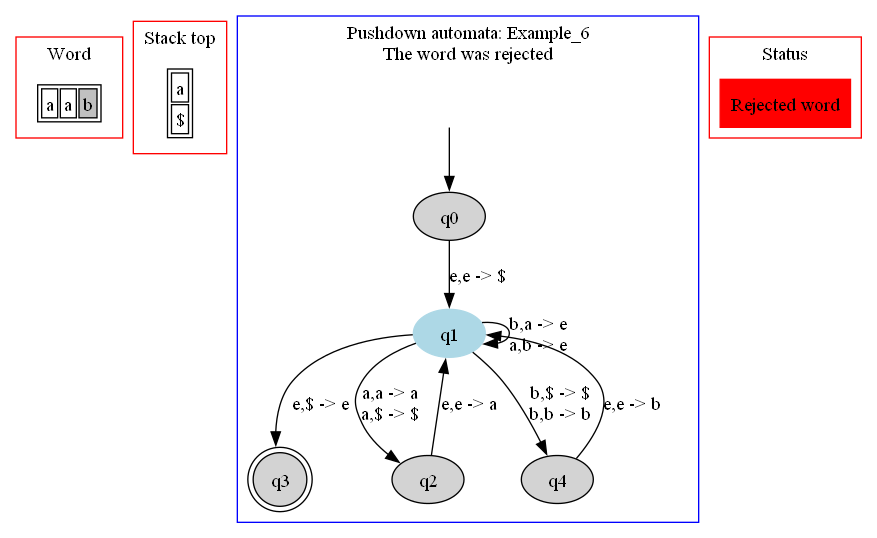 Word
a a b
Stack top
a
$
Pushdown automata: Example_6
The word was rejected
q0
e,e -> $
q1
b,a -> e
a,b -> e
e,$ -> e
a,a -> a
a,$ -> $
e,e -> a
b,$ -> $
b,b -> b
e,e -> b
q3
q2
q4
Status
Rejected word